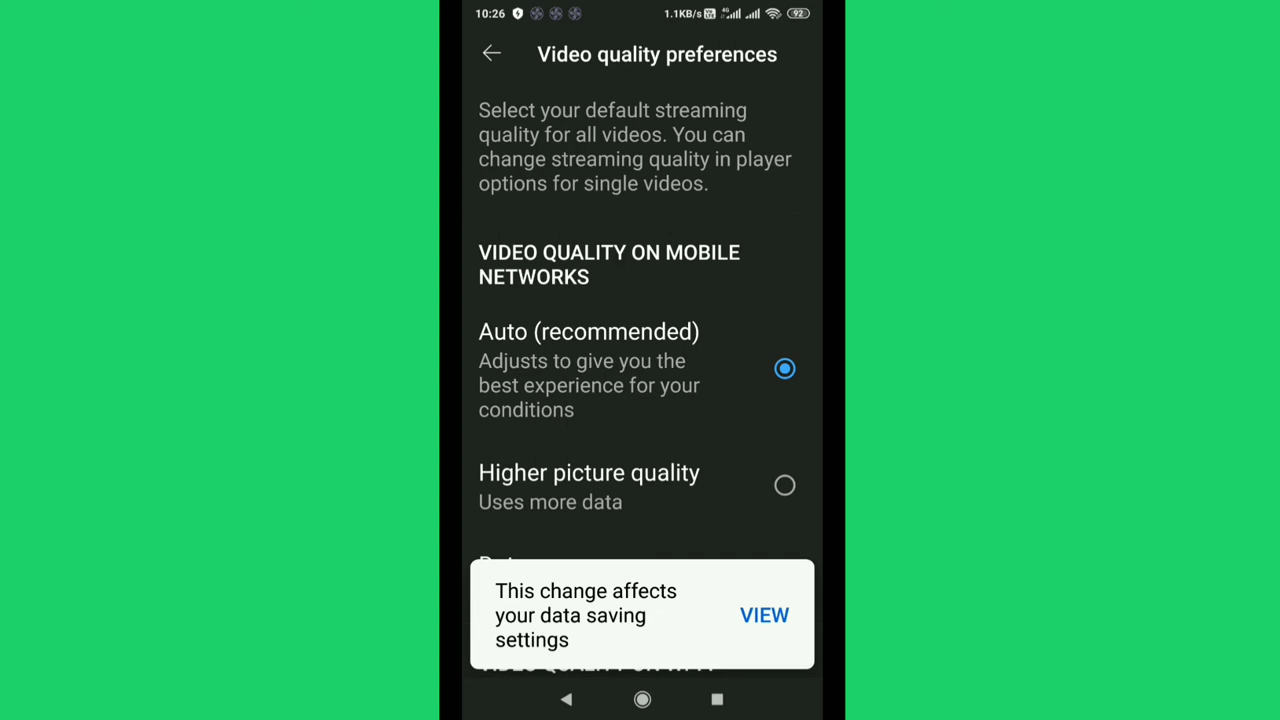 10:26
1.1KB/s
4G
92
Video quality preferences
Select your default streaming
quality for all videos. You can
change streaming quality in player
options for single videos.
VIDEO QUALITY ON MOBILE
NETWORKS
Auto (recommended)
Adjusts to give you the
best experience for your
conditions
Higher picture quality
Uses more data
This change affects
your data saving
settings
VIEW